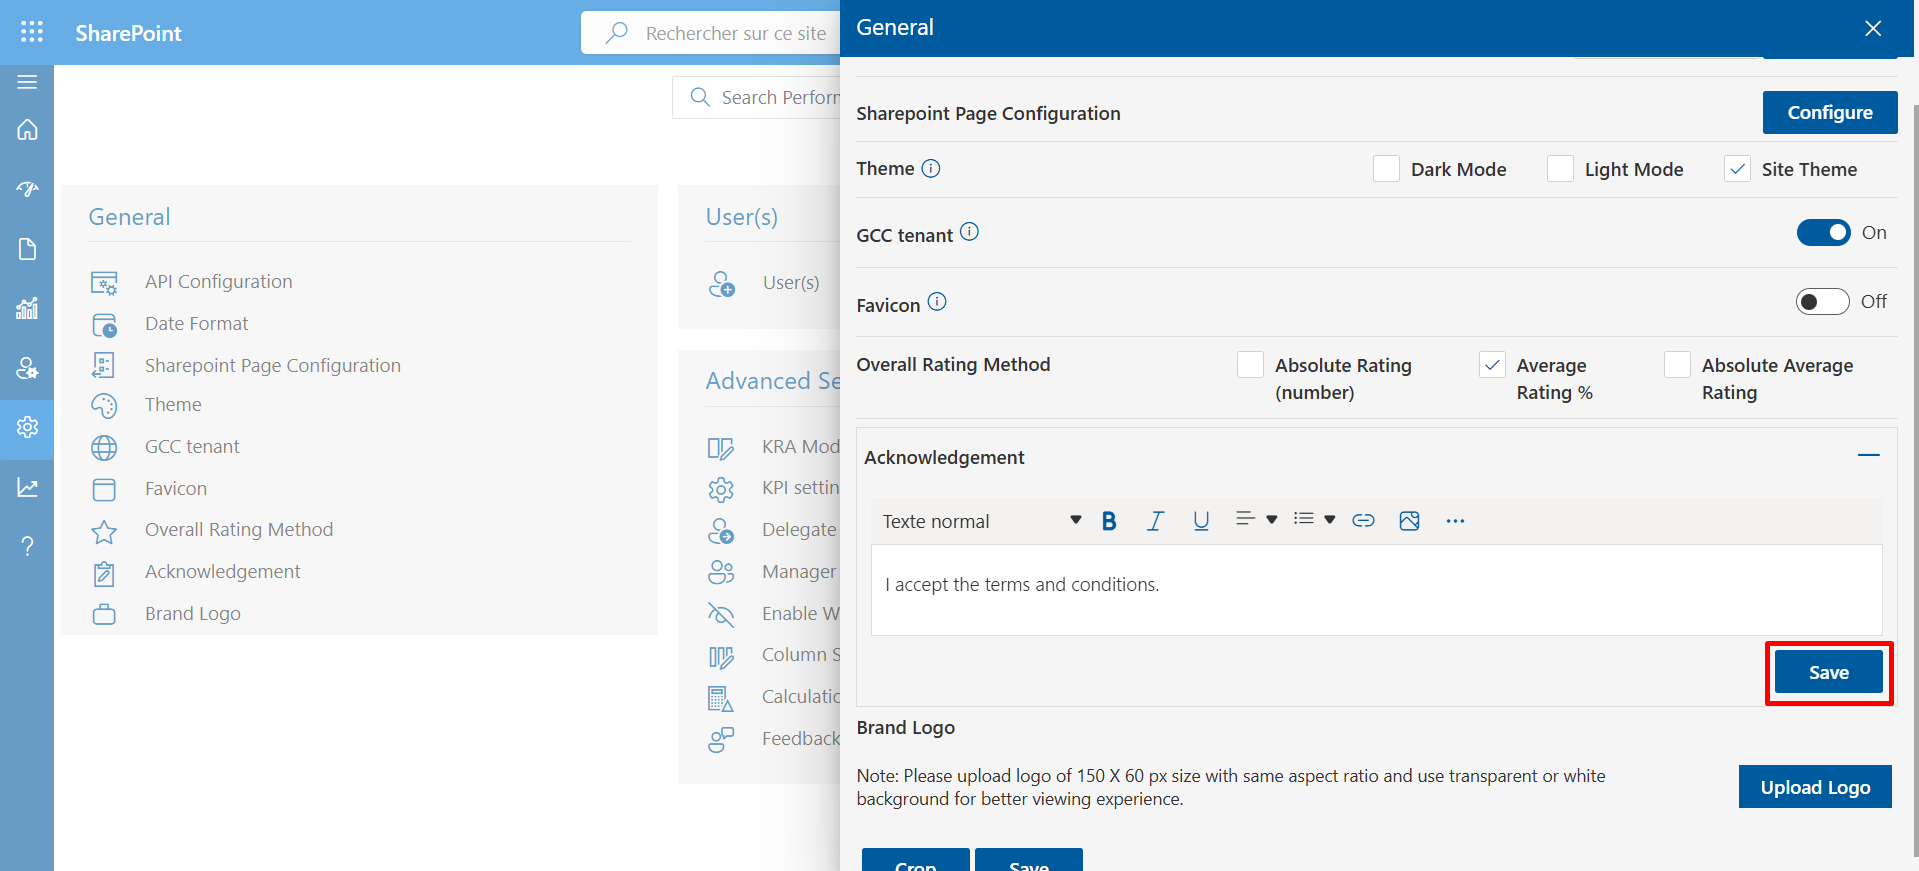 SharePoint
Rechercher sur ce site
Search Perforn
General
API Configuration
Date Format
Sharepoint Page Configuration
Theme
GCC tenant
Favicon
Overall Rating Method
Acknowledgement
Brand Logo
User(s)
User(s)
Advanced Se
KRA Mod
KPI settin
Delegate
Manager
Enable W
Column S
Calculatic
Feedback
General
Sharepoint Page Configuration
Configure
Theme
Dark Mode
Light Mode
Site Theme
GCC tenant
On
Favicon
Off
Overall Rating Method
Absolute Rating
(number)
Average
Rating %
Absolute Average
Rating
Acknowledgement
Texte normal
B I U
I accept the terms and conditions.
Save
Brand Logo
Note: Please upload logo of 150 X 60 px size with same aspect ratio and use transparent or white
background for better viewing experience.
Upload Logo
Crop
Save